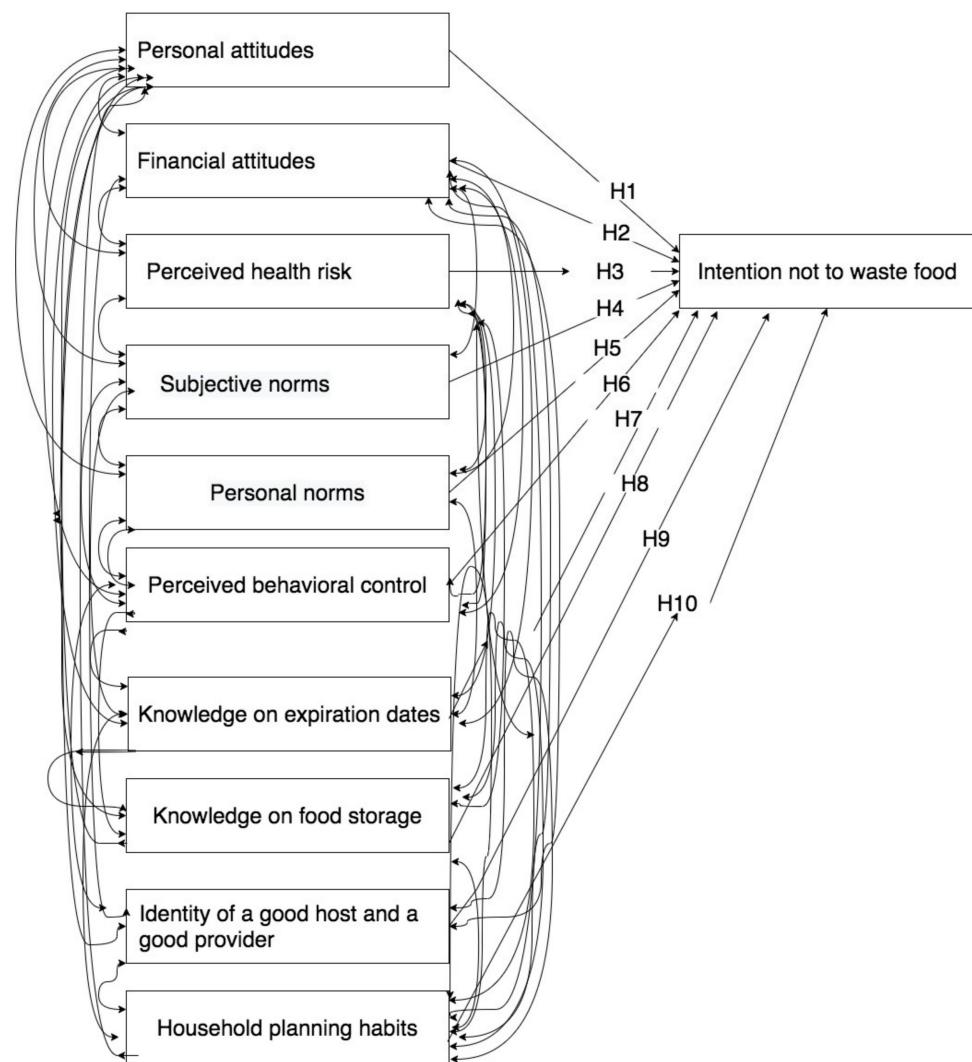 Personal attitudes
Financial attitudes
H1
H2
Perceived health risk
H3
Intention not to waste food
H4
H5
Subjective norms
H6
H7
Personal norms
H8
H9
Perceived behavioral control
H10
Knowledge on expiration dates
Knowledge on food storage
Identity of a good host and a
good provider
Household planning habits